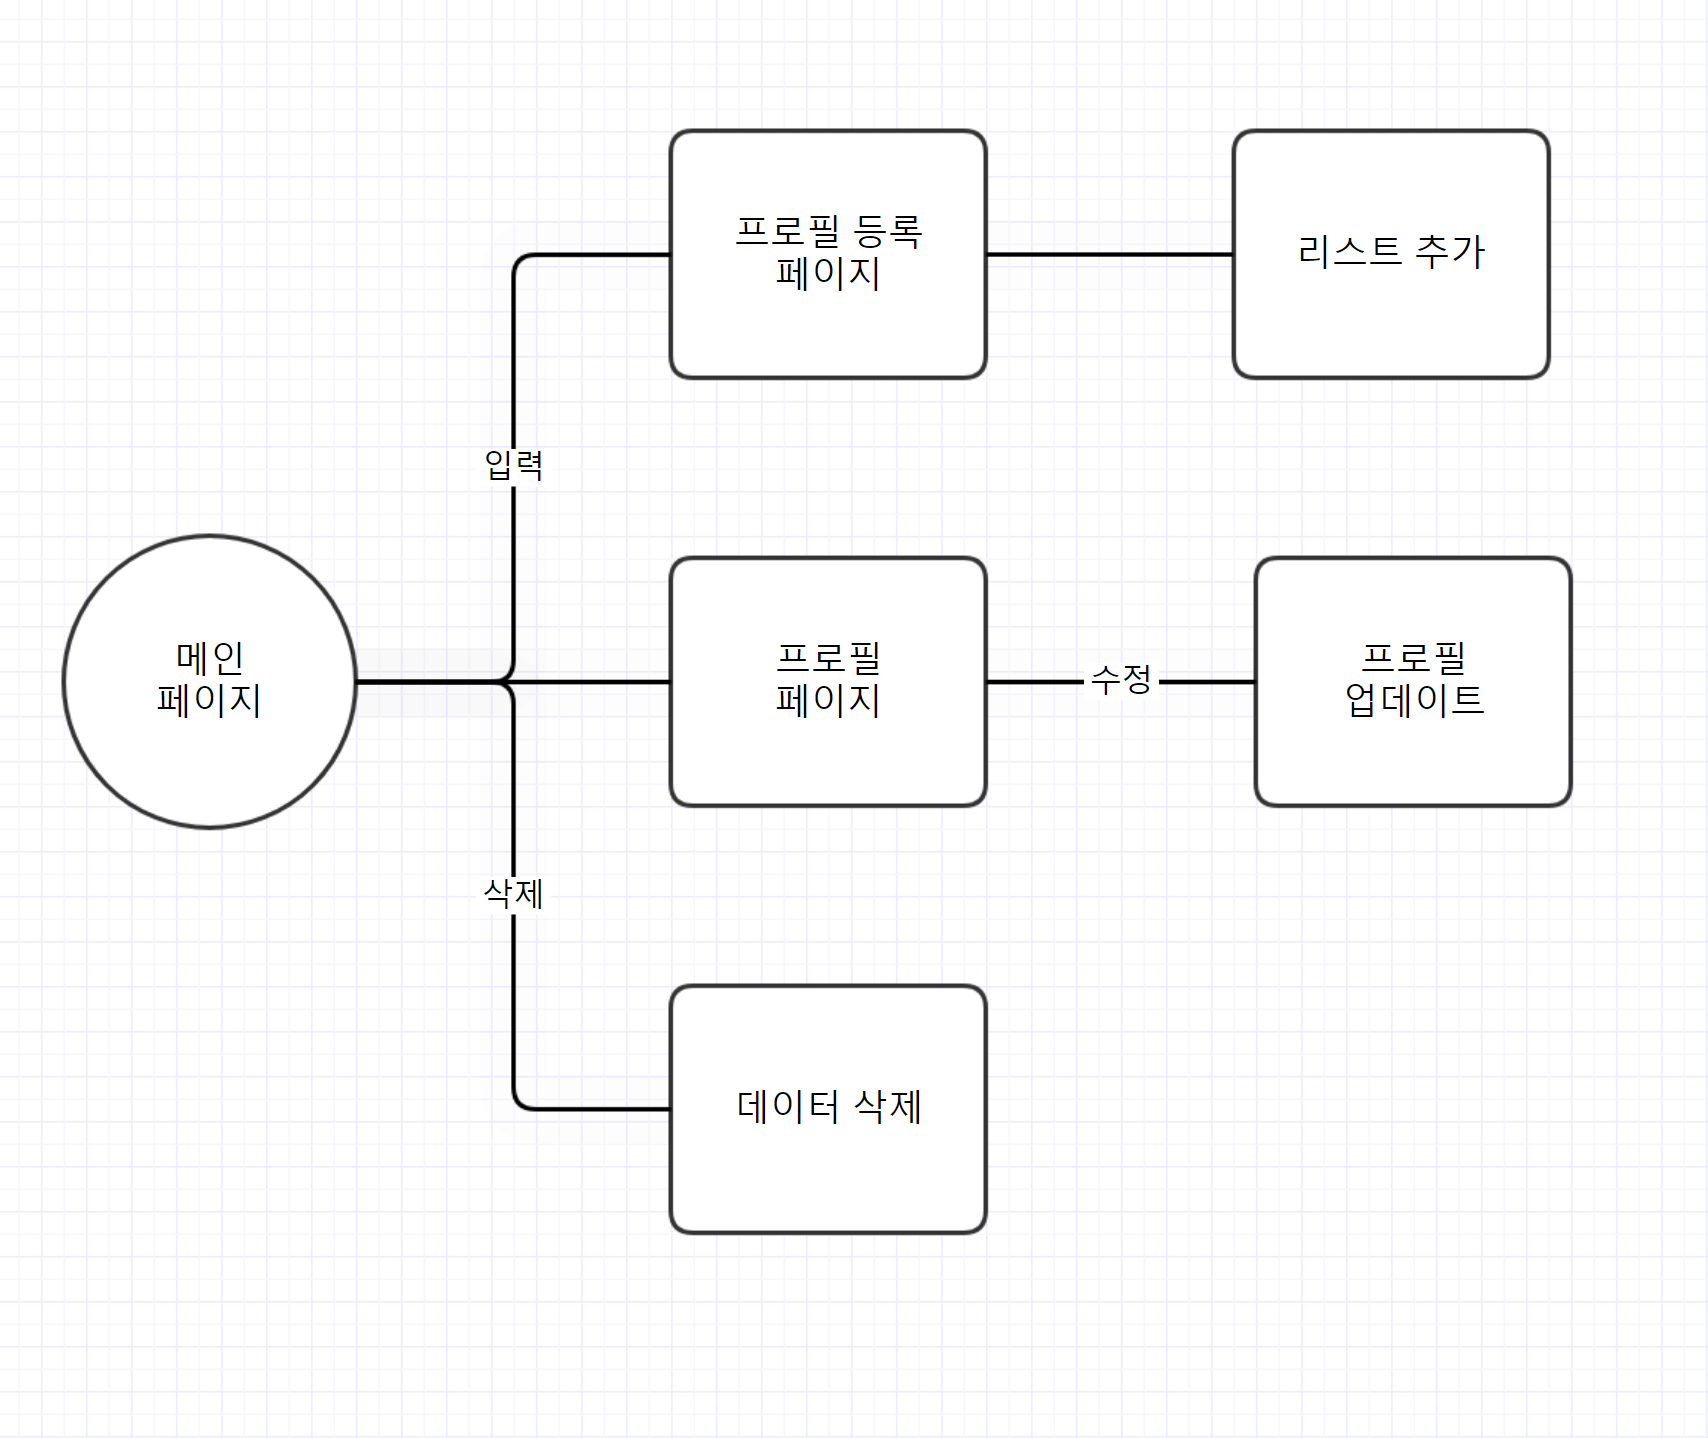 프로필 등록
페이지
리스트 추가
입력
메인
페이지
프로필
페이지
수정
프로필
업데이트
삭제
데이터 삭제